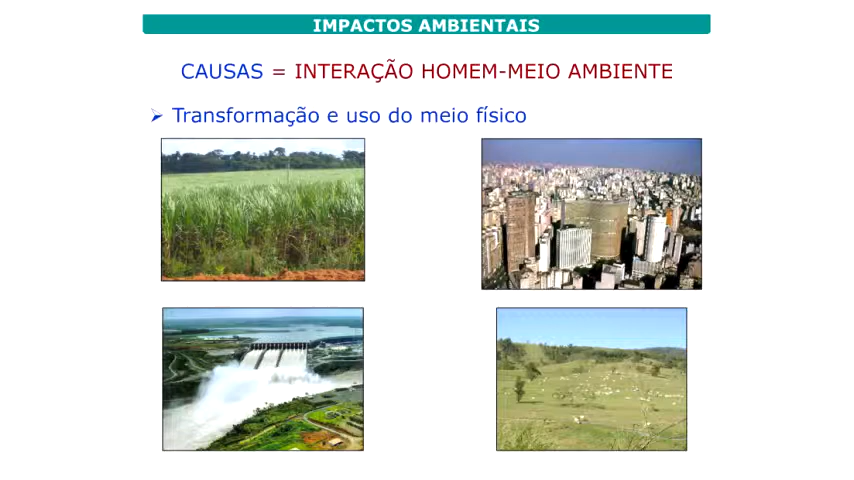 IMPACTOS AMBIENTAIS
CAUSAS = INTERAÇÃO HOMEM-MEIO AMBIENTE
Transformação e uso do meio físico